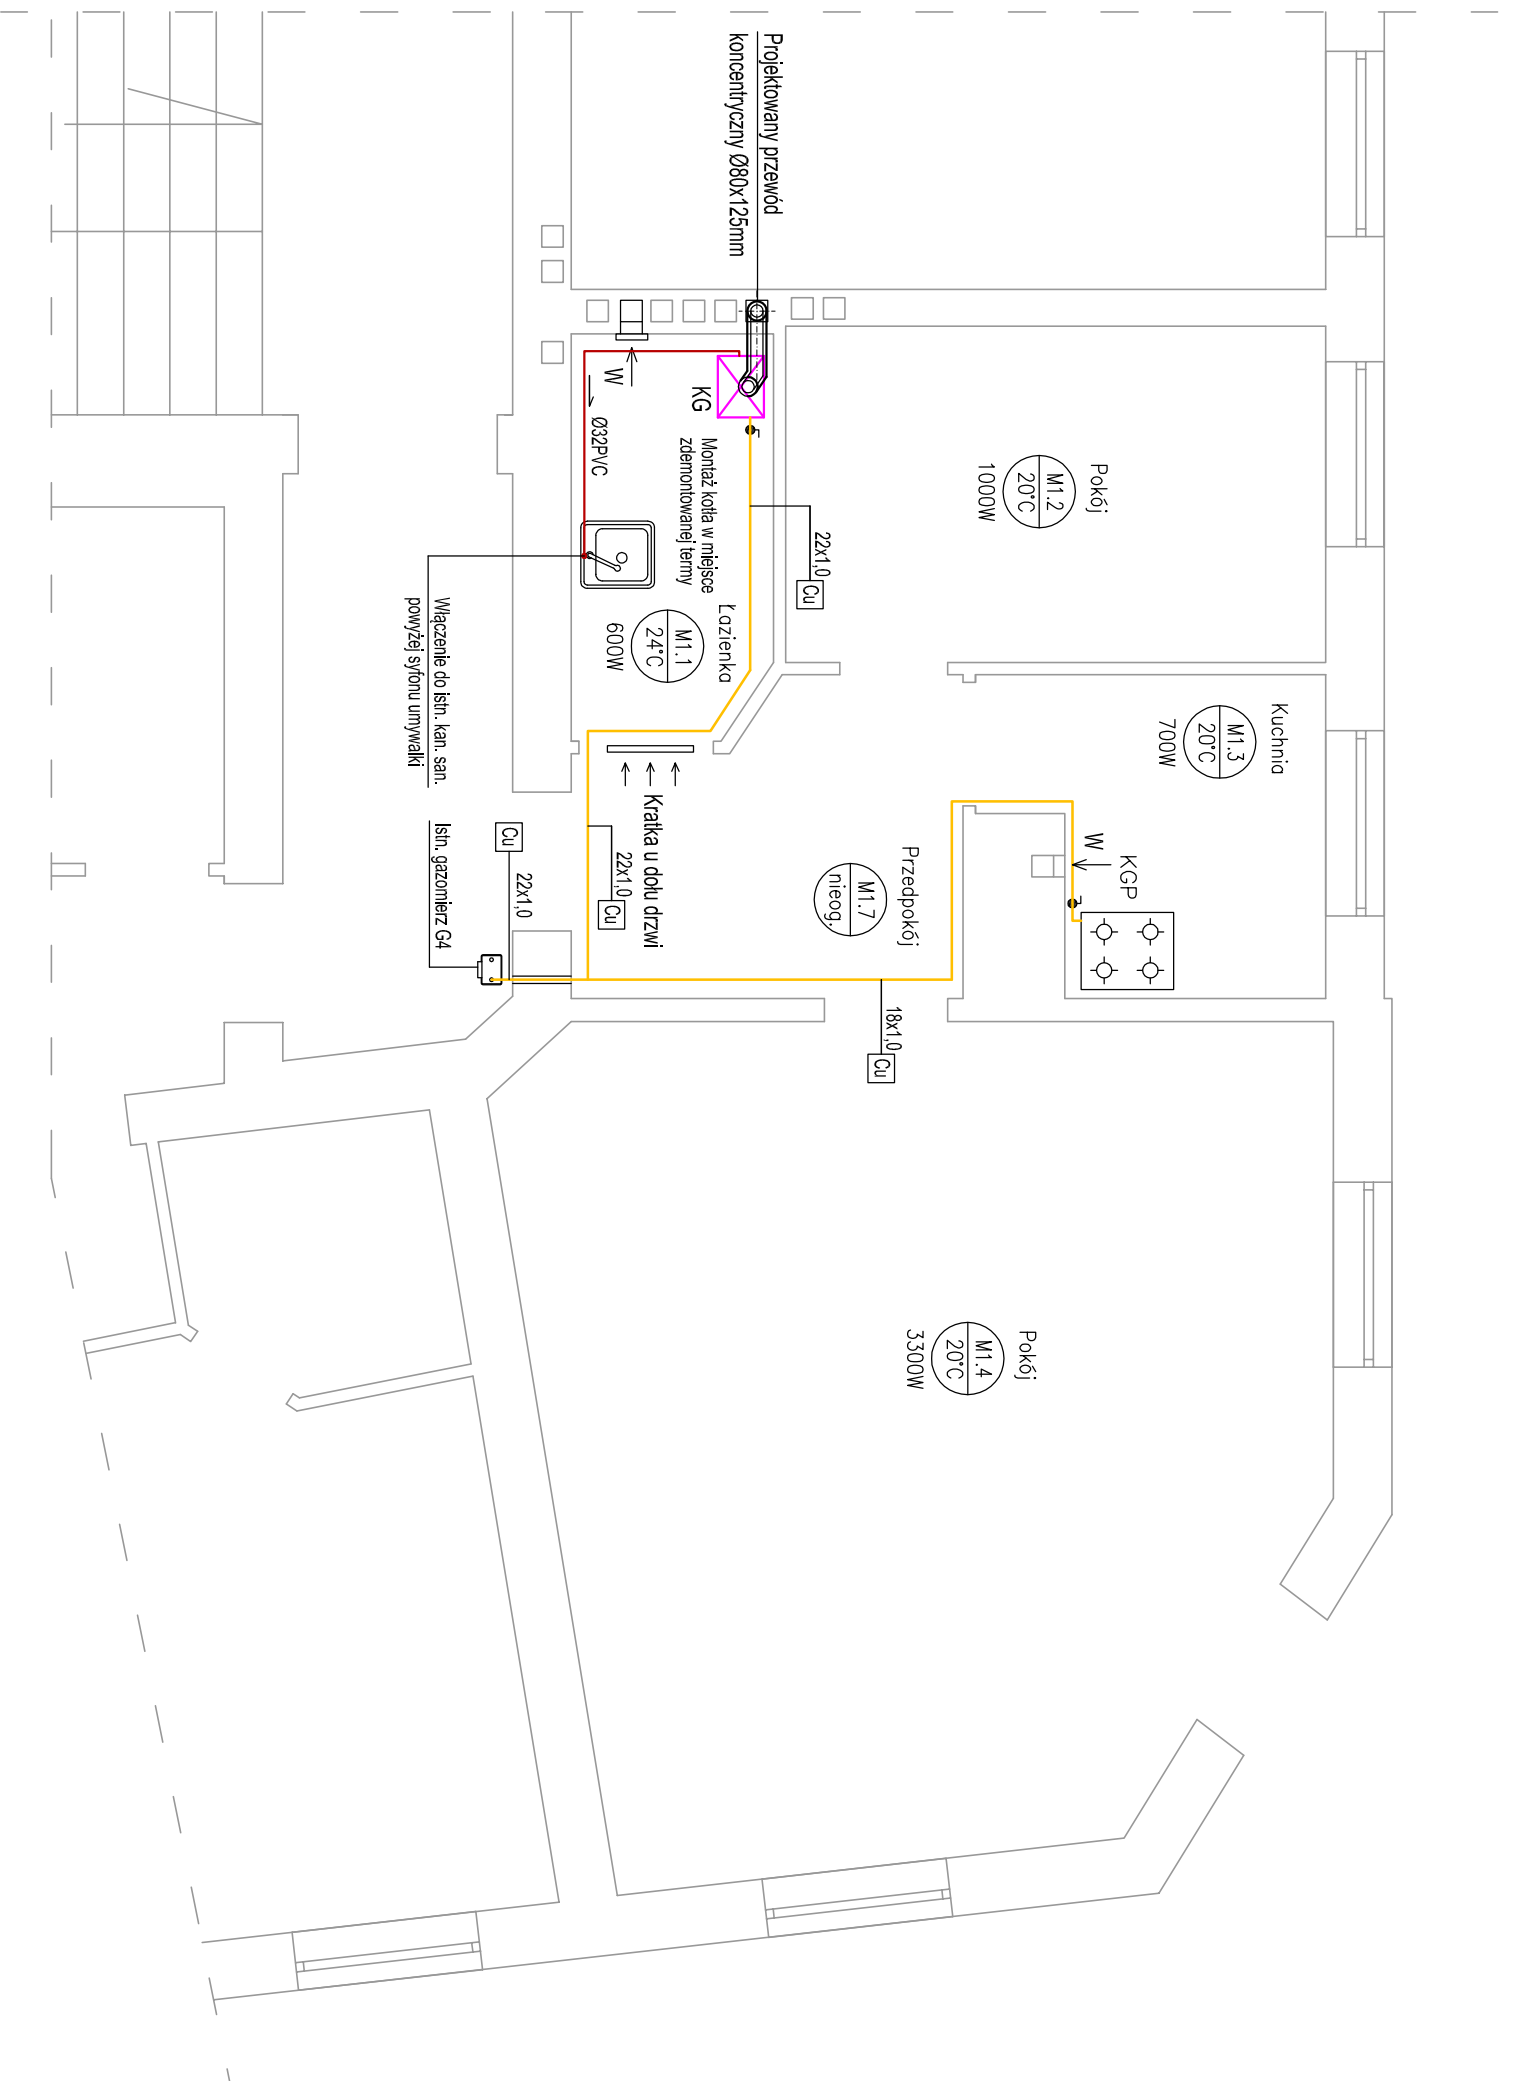 Projektowany przewód
koncentryczny Ø80x125mm
W
KG
Ø32PVC
Montaż kotła w miejsce
zdemontowanej termy
22x1,0
Cu
Pokój
M1.2
20°C
1000W
Łazienka
M1.1
24°C
600W
Włączenie do istn. kan. san.
powyżej syfonu umywalki
Kuchnia
M1.3
20°C
700W
Kratka u dołu drzwi
W
KGP
Przedpokój
M1.7
nieog.
22x1,0
Cu
Cu
22x1,0
Istn. gazomierz G4
18x1,0
Cu
Pokój
M1.4
20°C
3300W